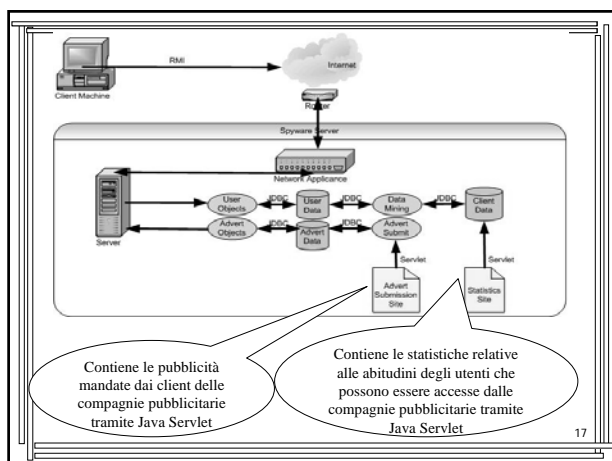 RMI
Internet
Client Machine
Router
Spyware Server
Network Applicance
User
Objects
JDBC
User
Data
JDBC
Data
Mining
JDBC
Client
Data
Server
Advert
Objects
JDBC
Advert
Data
JDBC
Advert
Submit
Servlet
Servlet
Advert
Submission
Site
Statistics
Site
Contiene le pubblicità
mandate dai client delle
compagnie pubblicitarie
tramite Java Servlet
Contiene le statistiche relative
alle abitudini degli utenti che
possono essere accesse dalle
compagnie pubblicitarie tramite
Java Servlet
17